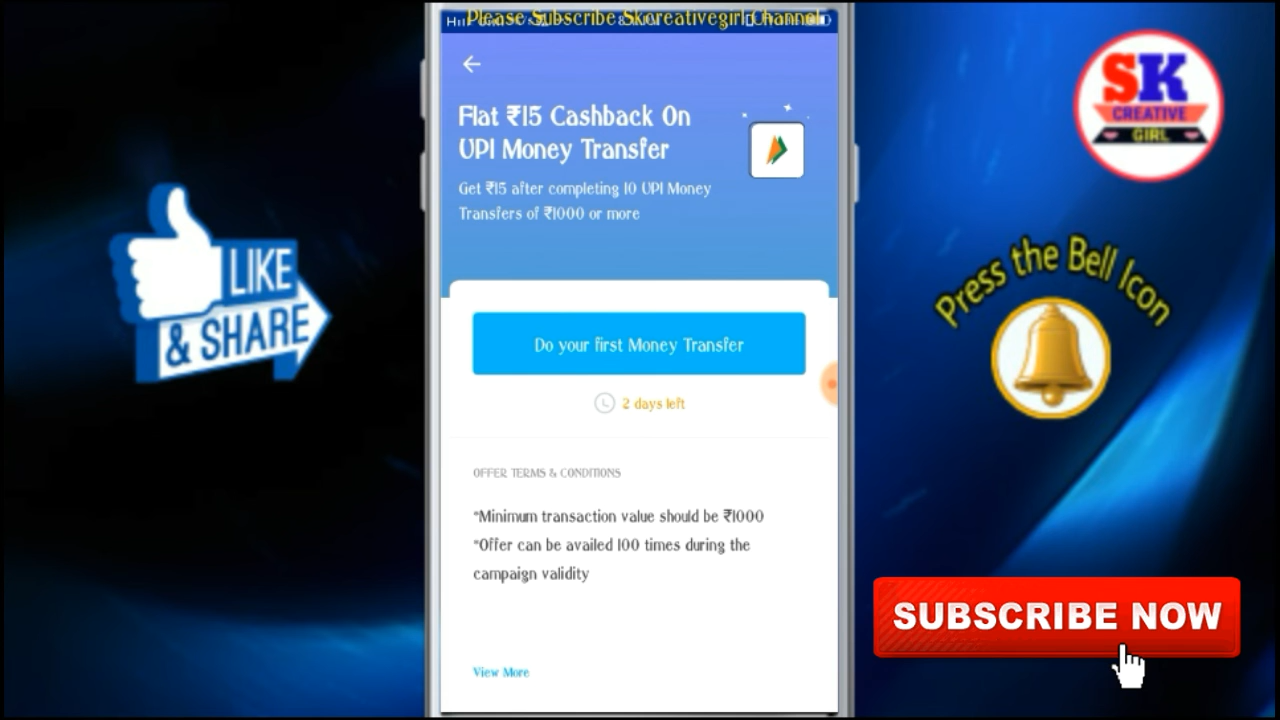 Please Subscribe Skcreativegirl Channel
Flat ₹15 Cashback On
UPI Money Transfer
Get ₹15 after completing 10 UPI Money
Transfers of ₹1000 or more
Do your first Money Transfer
2 days left
OFFER TERMS & CONDITIONS
*Minimum transaction value should be ₹1000
*Offer can be availed 100 times during the
campaign validity
View More
LIKE
& SHARE
SK
CREATIVE
GIRL
Press the Bell Icon
SUBSCRIBE NOW